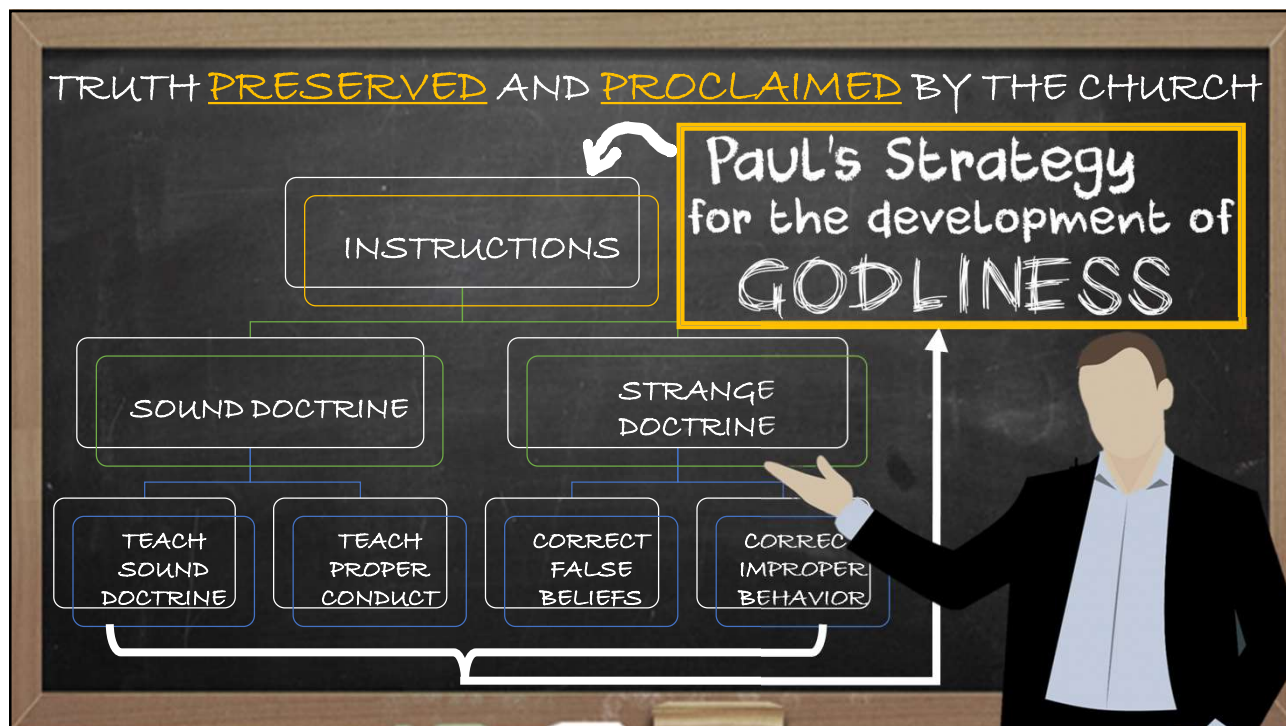 TRUTH PRESERVED AND PROCLAIMED BY THE CHURCH
Paul's Strategy
for the development of
GODLINESS
INSTRUCTIONS
SOUND DOCTRINE
STRANGE
DOCTRINE
TEACH
SOUND
DOCTRINE
TEACH
PROPER
CONDUCT
CORRECT
FALSE
BELIEFS
CORREC
IMPROPER
BEHAVIOR